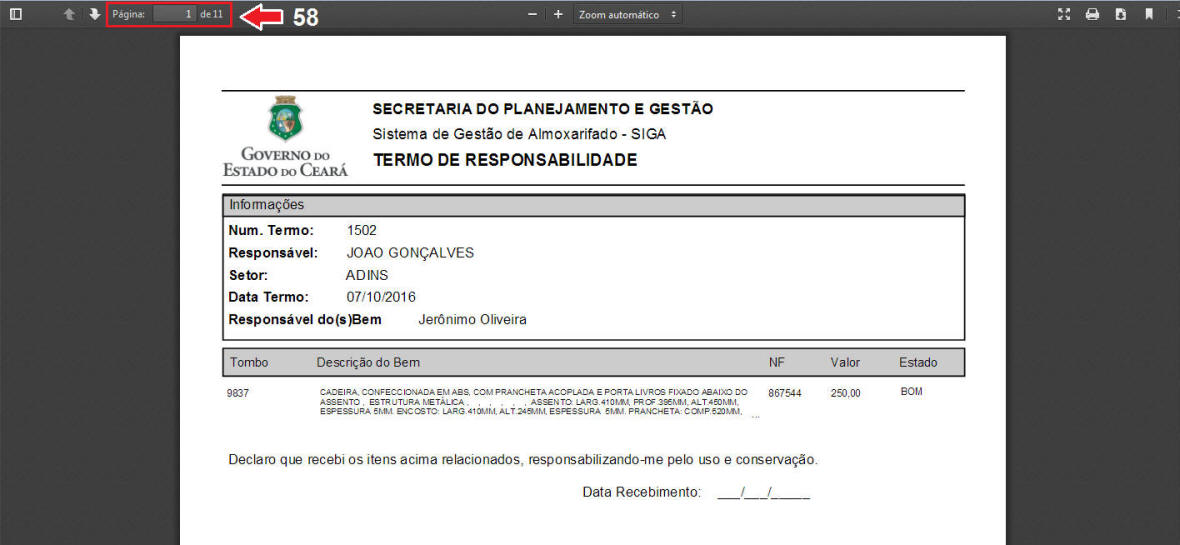 Página: 1 de 11 58 Zoom automático
SECRETARIA DO PLANEJAMENTO E GESTÃO
Sistema de Gestão de Almoxarifado - SIGA
GOVERNO DO
ESTADO DO CEARÁ
TERMO DE RESPONSABILIDADE
Informações
Num. Termo: 1502
Responsável: JOAO GONÇALVES
Setor: ADINS
Data Termo: 07/10/2016
Responsável do(s)Bem Jerônimo Oliveira
Tombo Descrição do Bem NF Valor Estado
9837 CADEIRA, CONFECCIONADA EM ABS, COM PRANCHETA ACOPLADA E PORTA LIVROS FIXADO ABAIXO DO 867544 250,00 BOM
ASSENTO , ESTRUTURA METÁLICA , , , , , , ASSENTO: LARG.410MM, PROF.395MM, ALT.450MM,
ESPESSURA 5MM. ENCOSTO: LARG.410MM, ALT.245MM, ESPESSURA 5MM. PRANCHETA: COMP.520MM, ...
Declaro que recebi os itens acima relacionados, responsabilizando-me pelo uso e conservação.
Data Recebimento: ___/___/_____